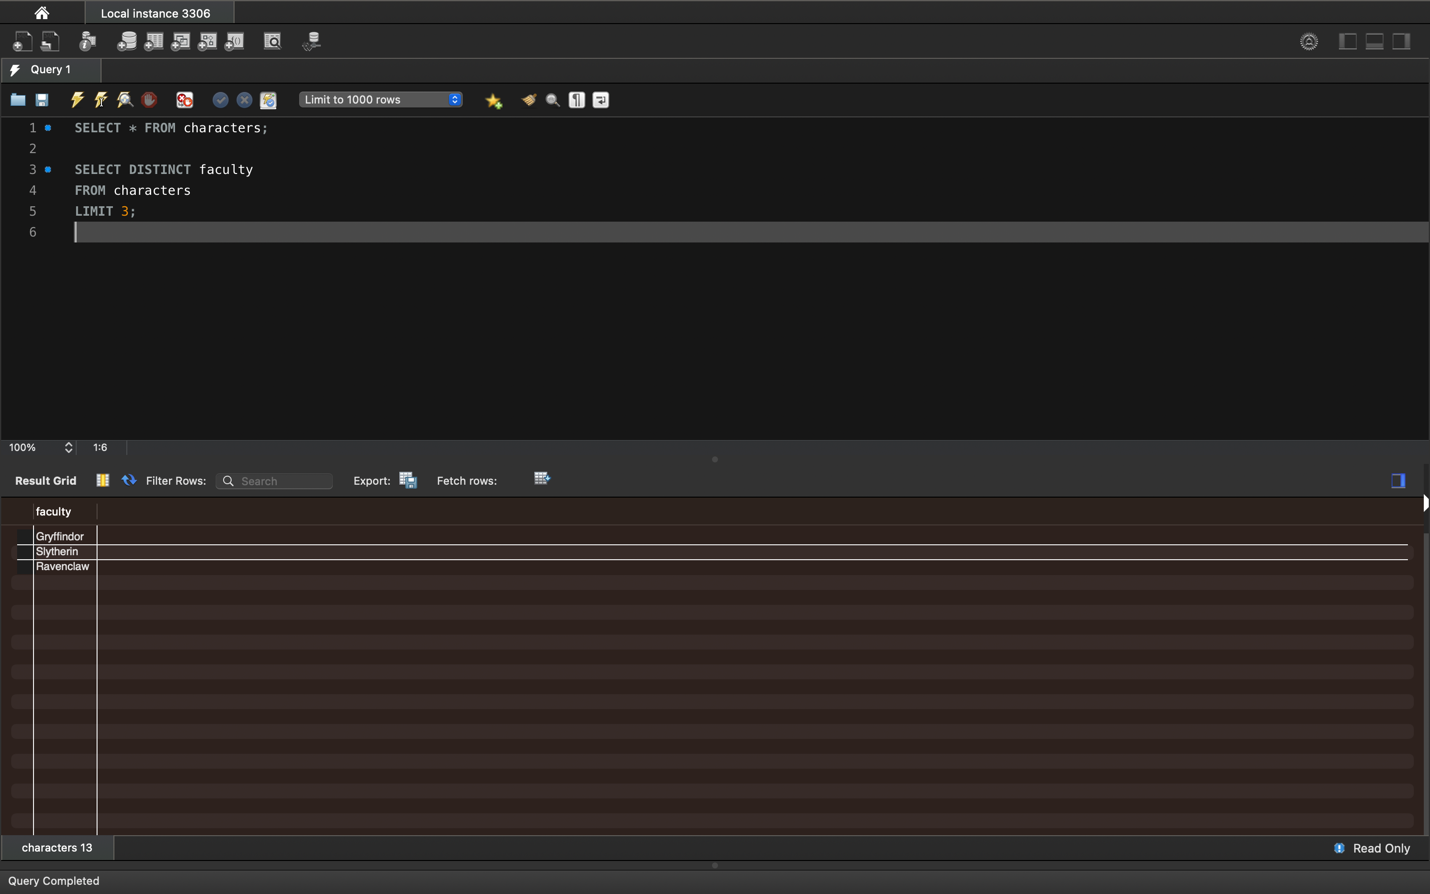 Local instance 3306
Query 1
Limit to 1000 rows
1 SELECT * FROM characters;
2
3 SELECT DISTINCT faculty
4 FROM characters
5 LIMIT 3;
6
100% 1:6
Result Grid Filter Rows: Search Export: Fetch rows:
faculty
Gryffindor
Slytherin
Ravenclaw
characters 13 Read Only
Query Completed